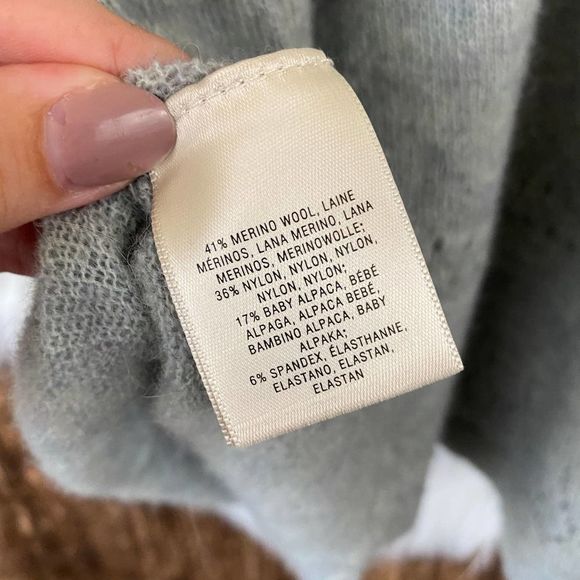 41% MERINO WOOL, LAINE
MÉRINOS, LANA MERINO, LANA
MERINOS, MERINOWOLLE;
36% NYLON, NYLON, NYLON,
NYLON, NYLON;
17% BABY ALPACA, BÉBÉ
ALPAGA, ALPACA BEBÉ,
BAMBINO ALPACA, BABY
ALPAKA;
6% SPANDEX, ÉLASTHANNE,
ELASTANO, ELASTAN,
ELASTAN